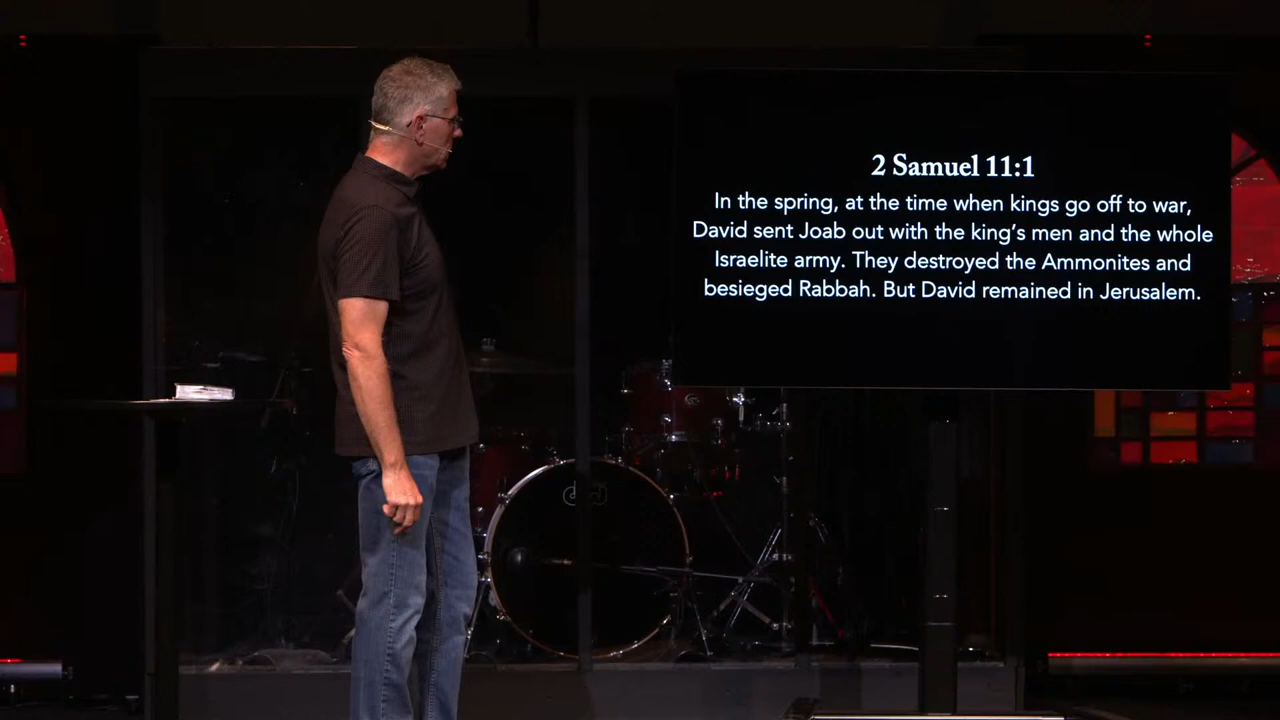 2 Samuel 11:1
In the spring, at the time when kings go off to war,
David sent Joab out with the king's men and the whole
Israelite army. They destroyed the Ammonites and
besieged Rabbah. But David remained in Jerusalem.
dw